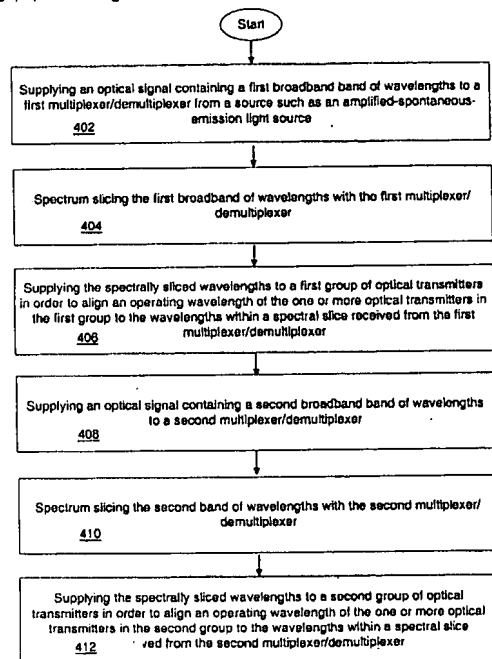 Start
Supplying an optical signal containing a first broadband band of wavelengths to a
first multiplexer/demultiplexer from a source such as an amplified-spontaneous-
emission light source
402
Spectrum slicing the first broadband of wavelengths with the first multiplexer/
demultiplexer
404
Supplying the spectrally sliced wavelengths to a first group of optical transmitters
in order to align an operating wavelength of the one or more optical transmitters in
the first group to the wavelengths within a spectral slice received from the first
multiplexer/demultiplexer
406
Supplying an optical signal containing a second broadband band of wavelengths
to a second multiplexer/demultiplexer
408
Spectrum slicing the second band of wavelengths with the second multiplexer/
demultiplexer
410
Supplying the spectrally sliced wavelengths to a second group of optical
transmitters in order to align an operating wavelength of the one or more optical
transmitters in the second group to the wavelengths within a spectral slice
ved from the second multiplexer/demultiplexer
412